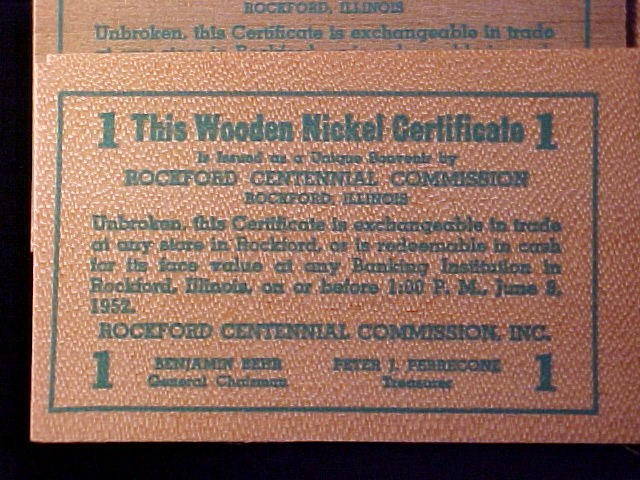 ROCKFORD, ILLINOIS
Unbroken, this Certificate is exchangeable in trade
1 This Wooden Nickel Certificate 1
is Issued as a Unique Souvenir by
ROCKFORD CENTENNIAL COMMISSION
ROCKFORD, ILLINOIS
Unbroken, this Certificate is exchangeable in trade
at any store in Rockford, or is redeemable in cash
for its face value at any Banking Institution in
Rockford, Illinois, on or before 1:00 P. M., June 8,
1952.
ROCKFORD CENTENNIAL COMMISSION, INC.
1 BENJAMIN BEHR PETER J. PERRECONE 1
General Chairman Treasurer